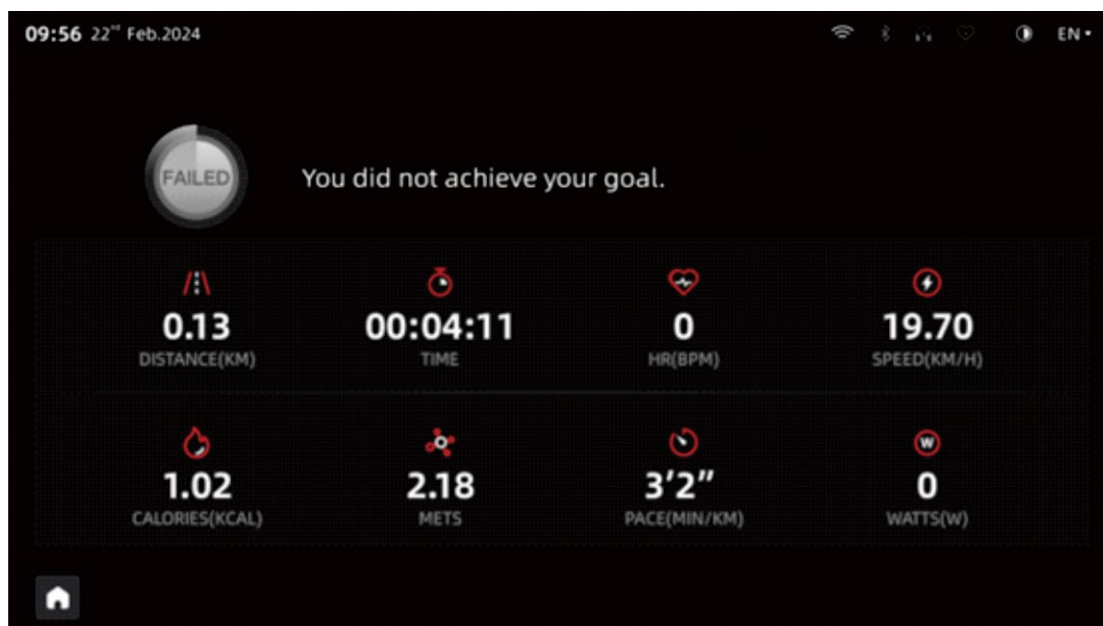 09:56 22nd Feb.2024 EN
FAILED
You did not achieve your goal.
0.13 00:04:11 0 19.70
DISTANCE(KM) TIME HR(BPM) SPEED(KM/H)
W
1.02 2.18 3'2" 0
CALORIES(KCAL) METS PACE(MIN/KM) WATTS(W)